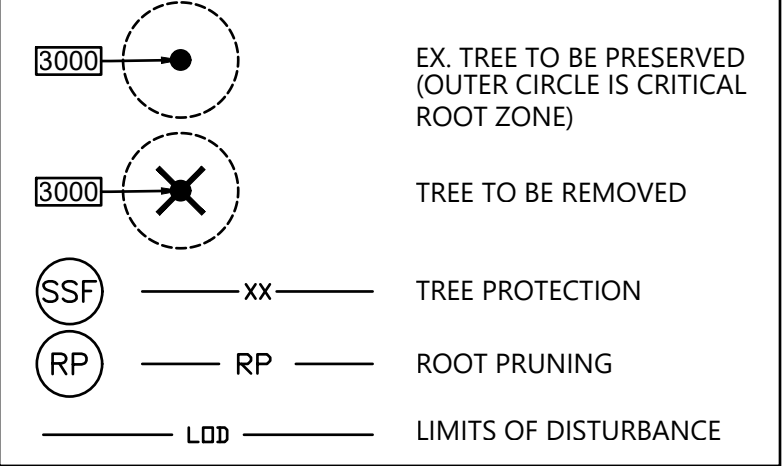 3000 EX. TREE TO BE PRESERVED
(OUTER CIRCLE IS CRITICAL
ROOT ZONE)
3000 TREE TO BE REMOVED
SSF XX TREE PROTECTION
RP RP ROOT PRUNING
LOD LIMITS OF DISTURBANCE